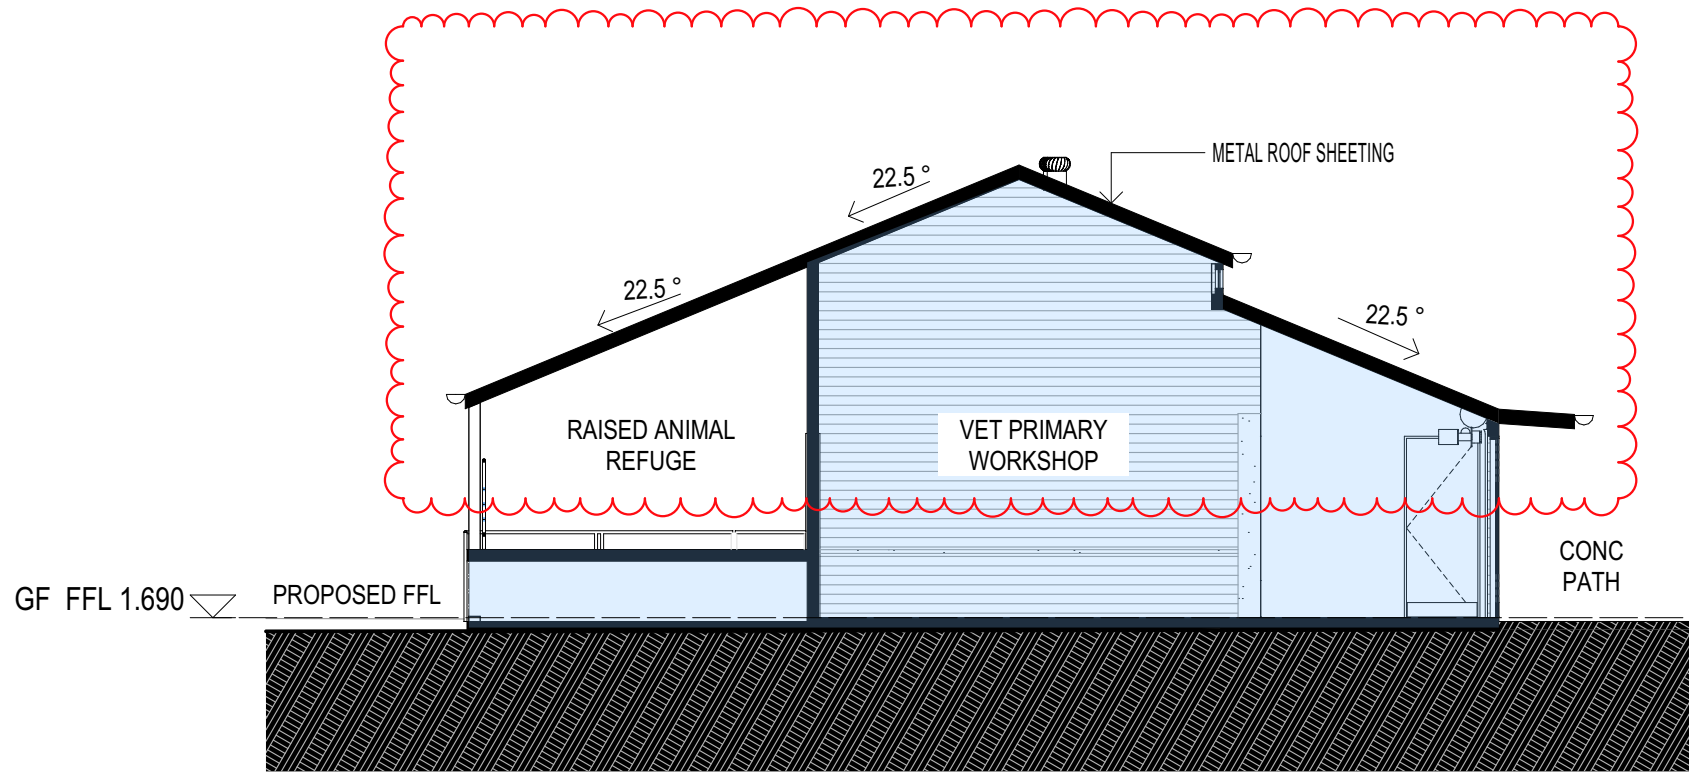 METAL ROOF SHEETING
22.5 °
22.5 °
22.5 °
RAISED ANIMAL
REFUGE
VET PRIMARY
WORKSHOP
CONC
PATH
GF FFL 1.690
PROPOSED FFL